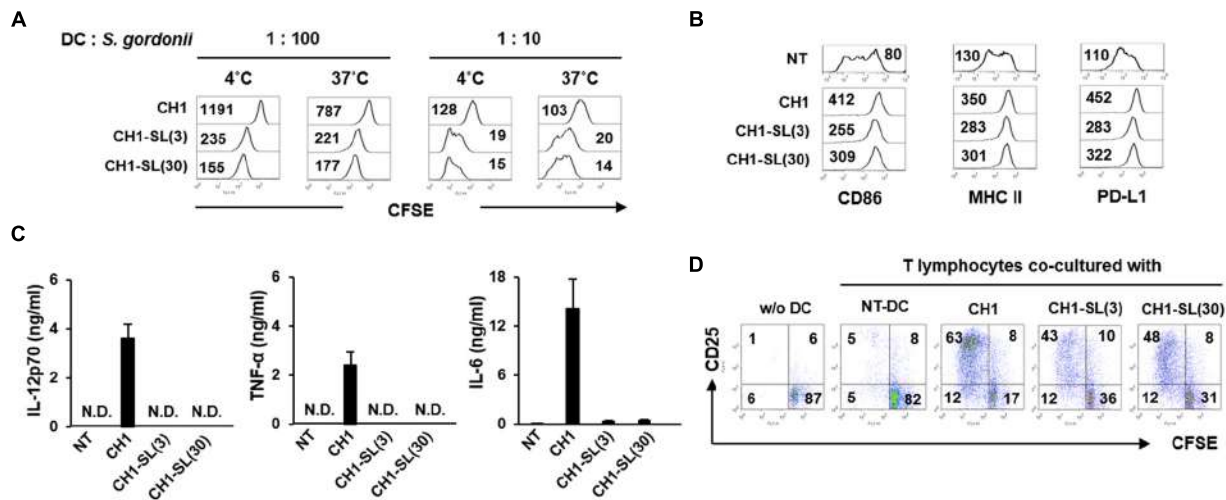 A
DC : S. gordonii
1 : 100
1 : 10
4°C
37°C
4°C
37°C
CH1
1191
787
128
103
CH1-SL(3)
235
221
19
20
CH1-SL(30)
155
177
15
14
CFSE
B
NT
80
130
110
CH1
412
350
452
CH1-SL(3)
255
283
283
CH1-SL(30)
309
301
322
CD86
MHC II
PD-L1
C
IL-12p70 (ng/ml)
6
4
2
0
N.D.
N.D.
N.D.
NT
CH1
CH1-SL(3)
CH1-SL(30)
TNF-α (ng/ml)
6
4
2
0
N.D.
N.D.
N.D.
NT
CH1
CH1-SL(3)
CH1-SL(30)
IL-6 (ng/ml)
18
12
6
0
NT
CH1
CH1-SL(3)
CH1-SL(30)
D
T lymphocytes co-cultured with
w/o DC
NT-DC
CH1
CH1-SL(3)
CH1-SL(30)
CD25
1
6
5
8
63
8
43
10
48
8
6
87
5
82
12
17
12
36
12
31
CFSE